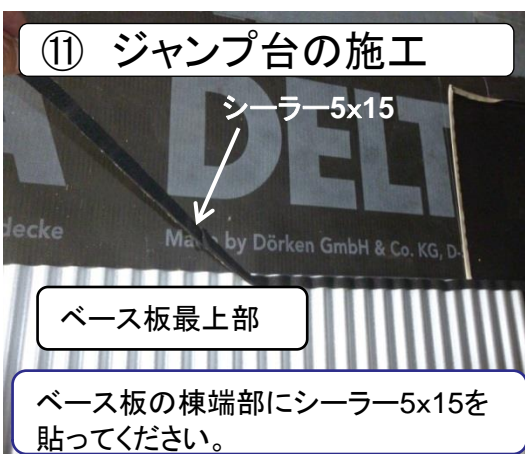 ⑪ ジャンプ台の施工
シーラー5x15
DELT
decke
Made by Dörken GmbH & Co. KG, D-
ベース板最上部
ベース板の棟端部にシーラー5x15を
貼ってください。